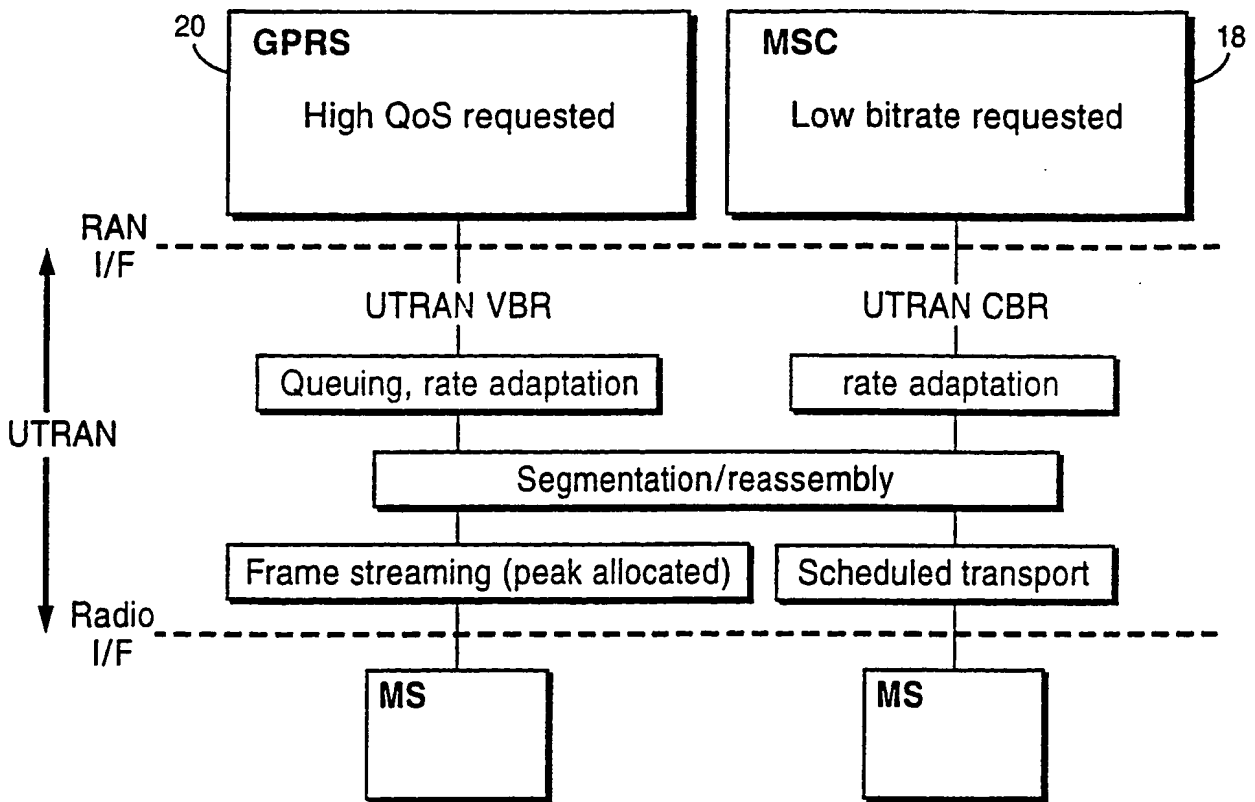 20
GPRS
High QoS requested
MSC
Low bitrate requested
18
RAN
I/F
UTRAN VBR
UTRAN CBR
Queuing, rate adaptation
rate adaptation
UTRAN
Segmentation/reassembly
Frame streaming (peak allocated)
Scheduled transport
Radio
I/F
MS
MS